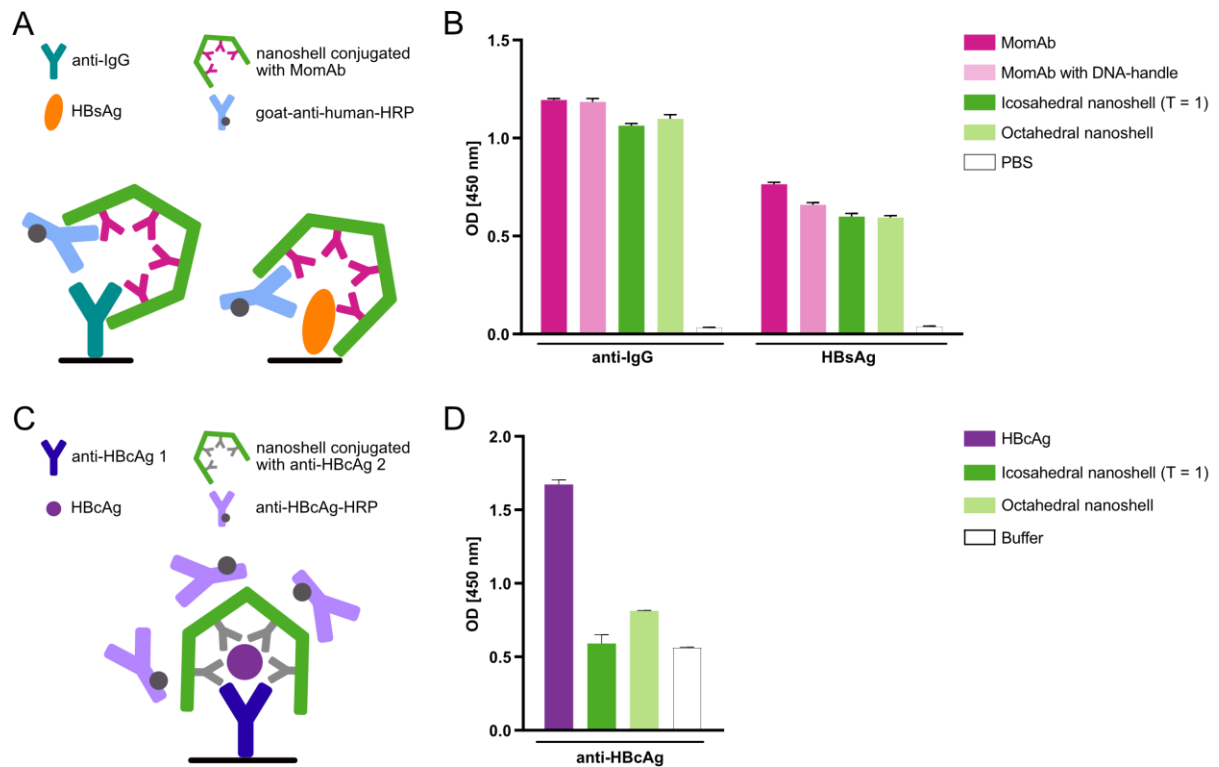 A
anti-IgG
HBsAg
nanoshell conjugated
with MomAb
goat-anti-human-HRP
B
OD [450 nm]
1.5
1.0
0.5
0.0
anti-IgG
HBsAg
MomAb
MomAb with DNA-handle
Icosahedral nanoshell (T = 1)
Octahedral nanoshell
PBS
C
anti-HBcAg 1
HBcAg
nanoshell conjugated
with anti-HBcAg 2
anti-HBcAg-HRP
D
OD [450 nm]
2.0
1.5
1.0
0.5
0.0
anti-HBcAg
HBcAg
Icosahedral nanoshell (T = 1)
Octahedral nanoshell
Buffer